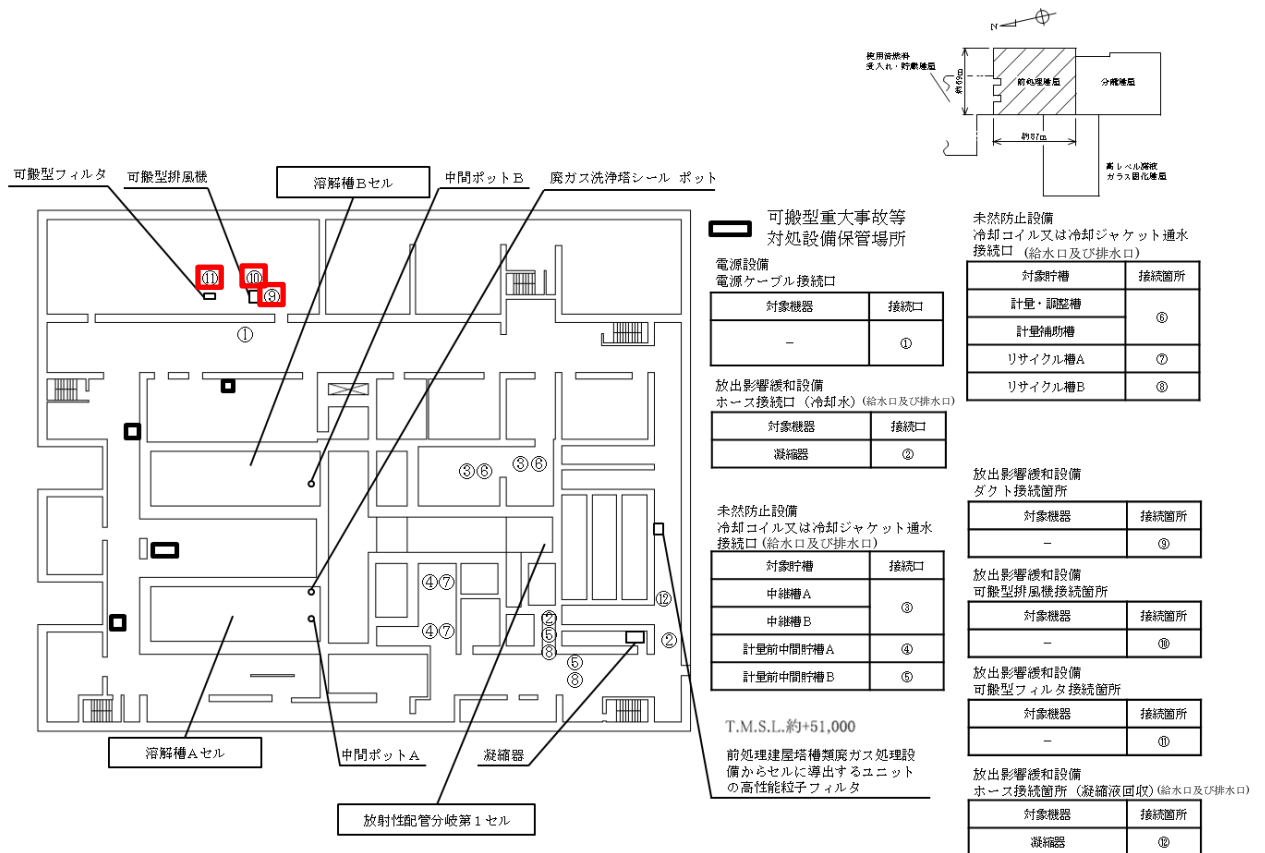 N
使用済燃料
受入れ・貯蔵建屋
約69m
前処理建屋
分離建屋
約87m
高レベル廃液
ガラス固化建屋
可搬型フィルタ
可搬型排風機
溶解槽Bセル
中間ポットB
廃ガス洗浄塔シール ポット
⑪
⑩
⑨
①
③⑥
③⑥
④⑦
④⑦
②
⑤
⑧
⑤
⑧
⑫
②
溶解槽Aセル
中間ポットA
凝縮器
放射性配管分岐第1セル
可搬型重大事故等
対処設備保管場所
電源設備
電源ケーブル接続口
対象機器 接続口
− ①
放出影響緩和設備
ホース接続口（冷却水）(給水口及び排水口)
対象機器 接続口
凝縮器 ②
未然防止設備
冷却コイル又は冷却ジャケット通水
接続口 (給水口及び排水口)
対象貯槽 接続口
中継槽A ③
中継槽B
計量前中間貯槽A ④
計量前中間貯槽B ⑤
T.M.S.L.約+51,000
前処理建屋塔槽類廃ガス処理設
備からセルに導出するユニット
の高性能粒子フィルタ
未然防止設備
冷却コイル又は冷却ジャケット通水
接続口 (給水口及び排水口)
対象貯槽 接続箇所
計量・調整槽 ⑥
計量補助槽
リサイクル槽A ⑦
リサイクル槽B ⑧
放出影響緩和設備
ダクト接続箇所
対象機器 接続箇所
− ⑨
放出影響緩和設備
可搬型排風機接続箇所
対象機器 接続箇所
− ⑩
放出影響緩和設備
可搬型フィルタ接続箇所
対象機器 接続箇所
− ⑪
放出影響緩和設備
ホース接続箇所（凝縮液回収）(給水口及び排水口)
対象機器 接続箇所
凝縮器 ⑫